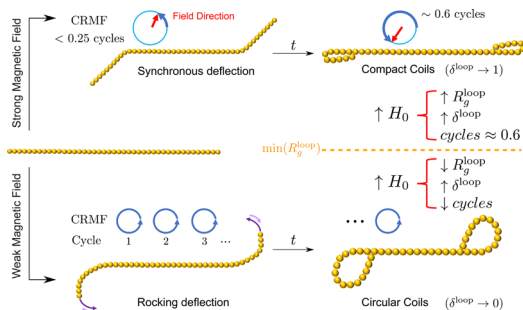 Strong Magnetic Field
CRMF
< 0.25 cycles
Field Direction
Synchronous deflection
t
~ 0.6 cycles
Compact Coils (δ^loop → 1)
↑ H₀
↑ R_g^loop
↑ δ^loop
cycles ≈ 0.6
min(R_g^loop)
↑ H₀
↓ R_g^loop
↑ δ^loop
↓ cycles
Weak Magnetic Field
CRMF
Cycle 1 2 3 ...
Rocking deflection
t
...
Circular Coils (δ^loop → 0)